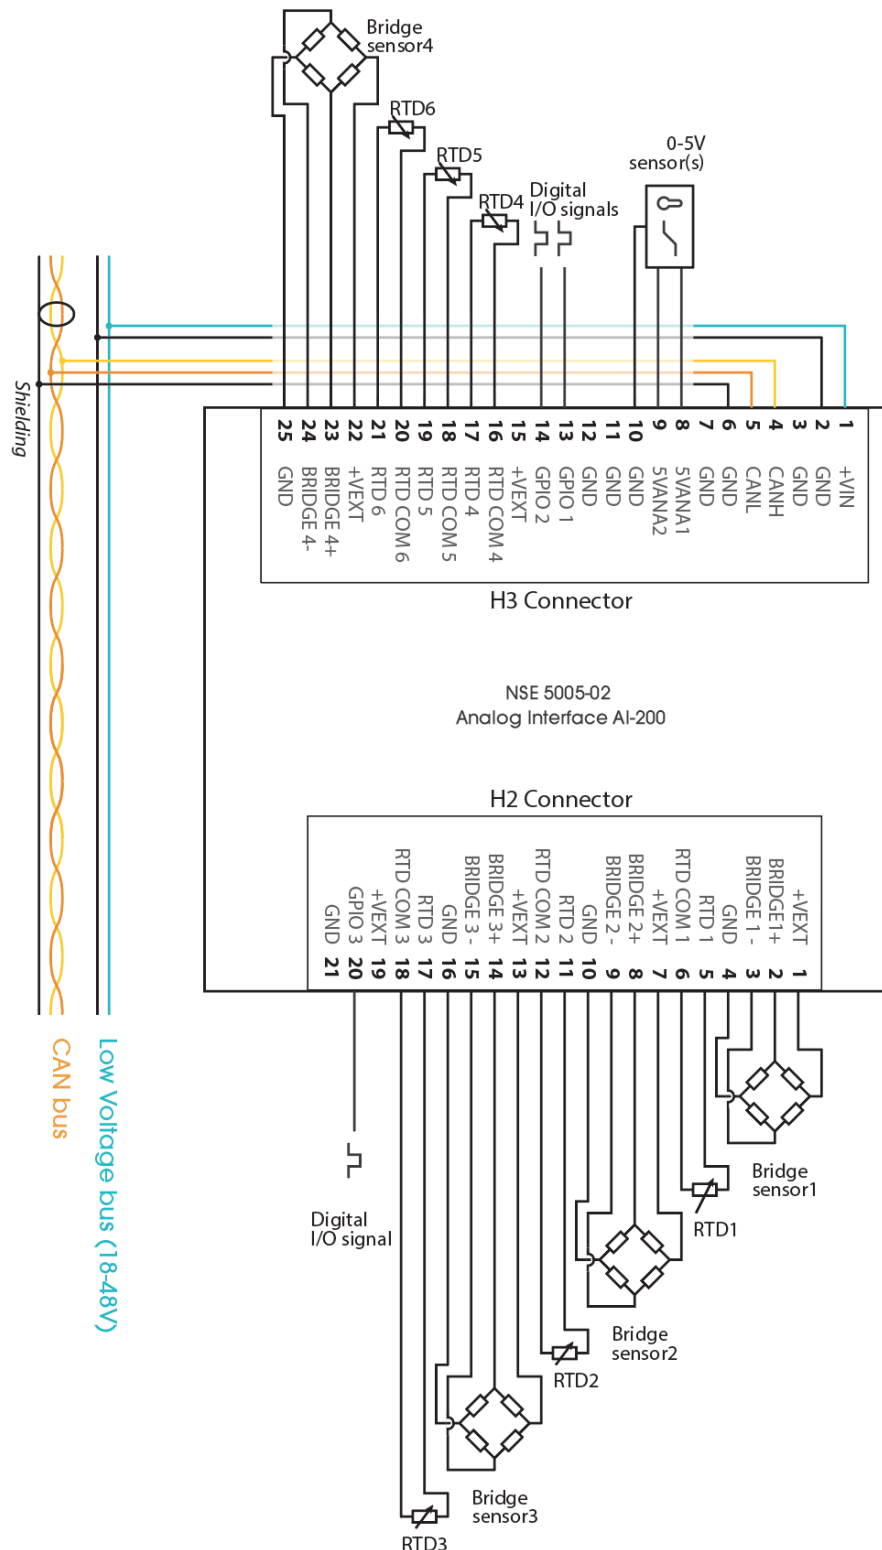 Bridge
sensor4
RTD6
RTD5
RTD4
Digital
I/O signals
0-5V
sensor(s)
Shielding
25 24 23 22 21 20 19 18 17 16 15 14 13 12 11 10 9 8 7 6 5 4 3 2 1
GND
BRIDGE 4-
BRIDGE 4+
+VEXT
RTD 6
RTD COM 6
RTD 5
RTD COM 5
RTD 4
RTD COM 4
+VEXT
GPIO 2
GPIO 1
GND
GND
GND
5VANA2
5VANA1
GND
GND
CANL
CANH
GND
GND
+VIN
H3 Connector
NSE 5005-02
Analog Interface AI-200
H2 Connector
GND
GPIO 3
+VEXT
RTD COM 3
RTD 3
GND
BRIDGE 3 -
BRIDGE 3+
+VEXT
RTD COM 2
RTD 2
GND
BRIDGE 2 -
BRIDGE 2+
+VEXT
RTD COM 1
RTD 1
GND
BRIDGE 1 -
BRIDGE1+
+VEXT
21 20 19 18 17 16 15 14 13 12 11 10 9 8 7 6 5 4 3 2 1
CAN bus
Low Voltage bus (18-48V)
Bridge
sensor1
RTD1
Digital
I/O signal
Bridge
sensor2
RTD2
Bridge
sensor3
RTD3